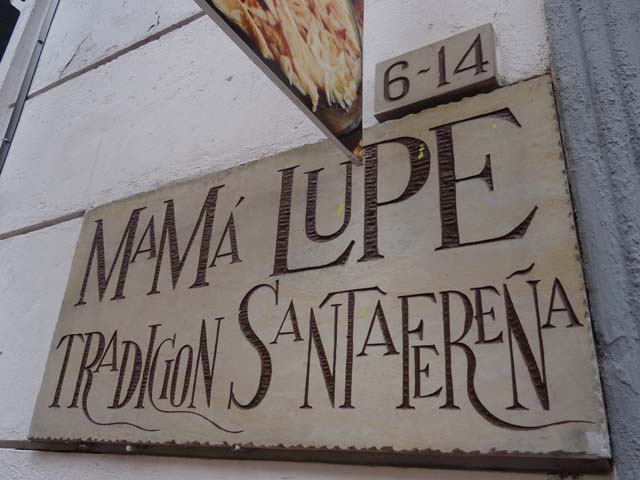 6-14
MAMÁ LUPE
TRADICION SANTAFEREÑA